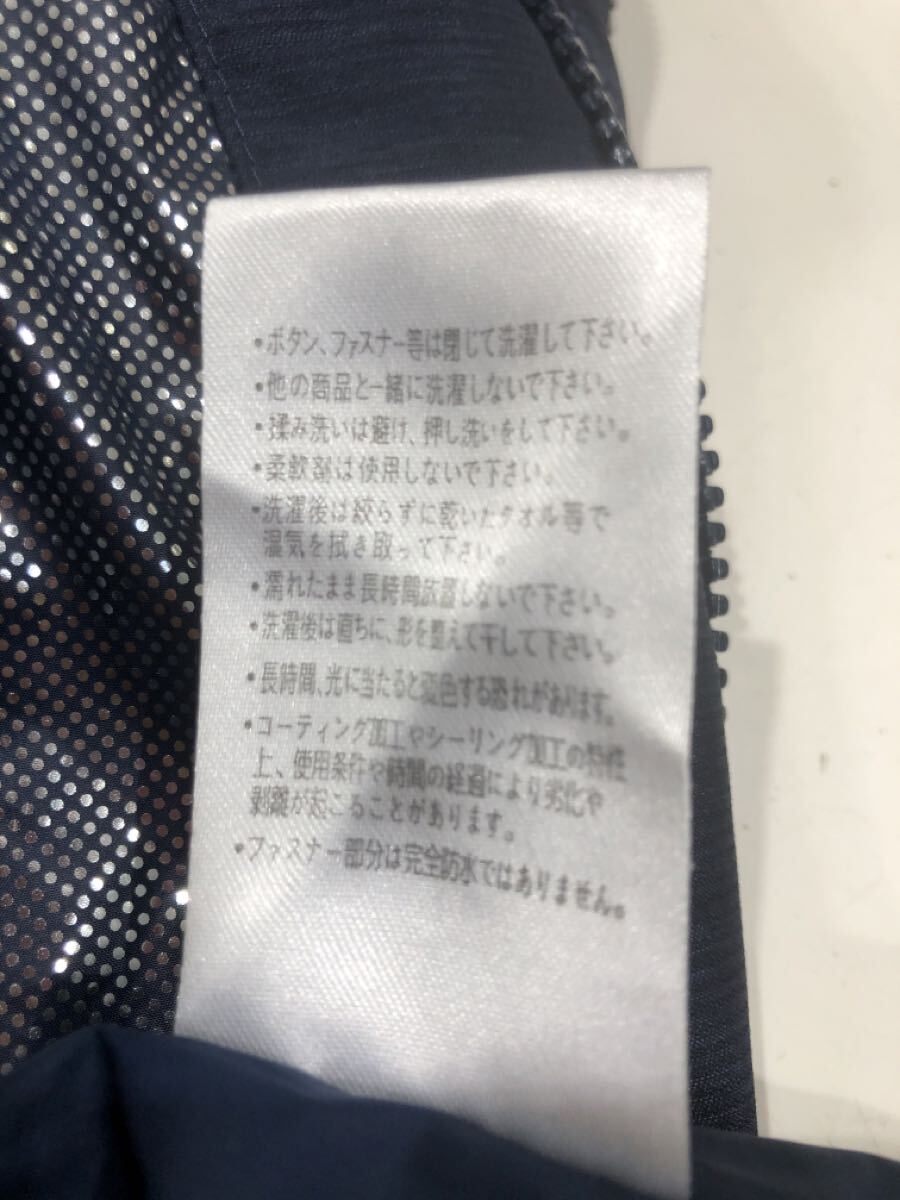 •ボタン、ファスナー等は閉じて洗濯して下さい。
•他の商品と一緒に洗濯しないで下さい。
•揉み洗いは避け、押し洗いをして下さい。
•柔軟剤は使用しないで下さい。
•洗濯後は絞らずに乾いたタオル等で
湿気を拭き取って下さい。
•濡れたまま長時間放置しないで下さい。
•洗濯後は直ちに、形を整えて干して下さい。
•長時間、光に当たると変色する恐れがあります。
•コーティング加工やシーリング加工の特性
上、使用条件や時間の経過により劣化や
剥離が起こることがあります。
•ファスナー部分は完全防水ではありません。